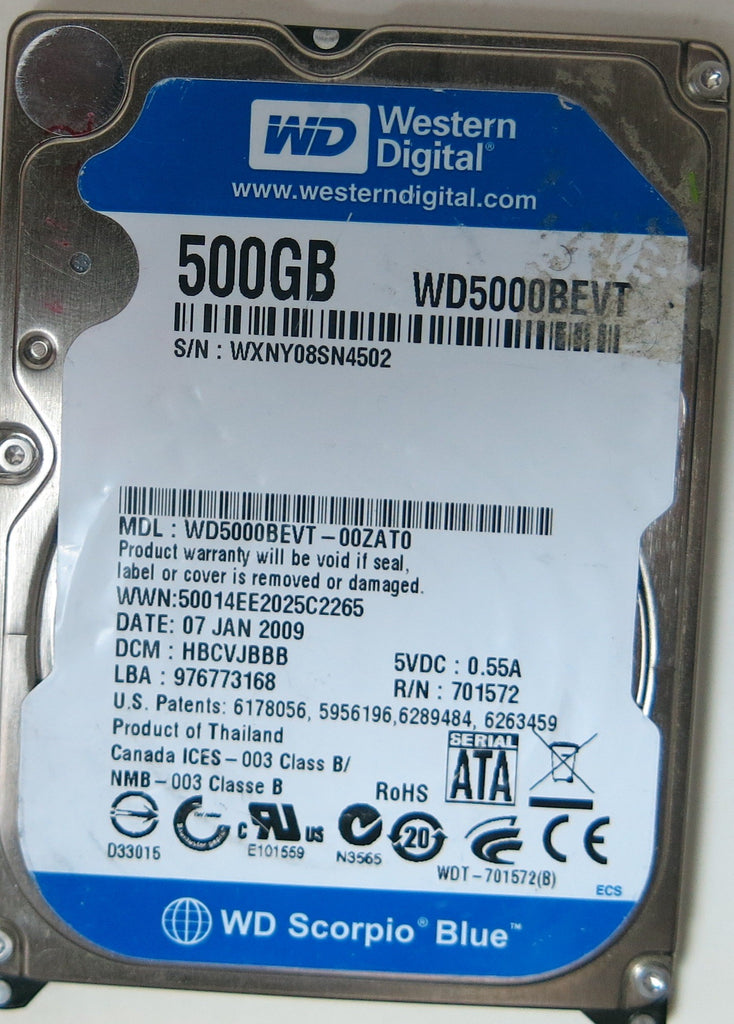 WD Western Digital®
www.westerndigital.com
500GB WD5000BEVT
S/N : WXNY08SN4502
MDL : WD5000BEVT-00ZAT0
Product warranty will be void if seal,
label or cover is removed or damaged.
WWN:50014EE2025C2265
DATE: 07 JAN 2009
DCM : HBCVJBBB 5VDC : 0.55A
LBA : 976773168 R/N : 701572
U.S. Patents: 6178056, 5956196,6289484, 6263459
Product of Thailand
Canada ICES-003 Class B/
NMB-003 Classe B RoHS SERIAL ATA
D33015 c RU US E101559 N3565 20 CE
WDT-701572(B)
ECS
WD Scorpio® Blue™